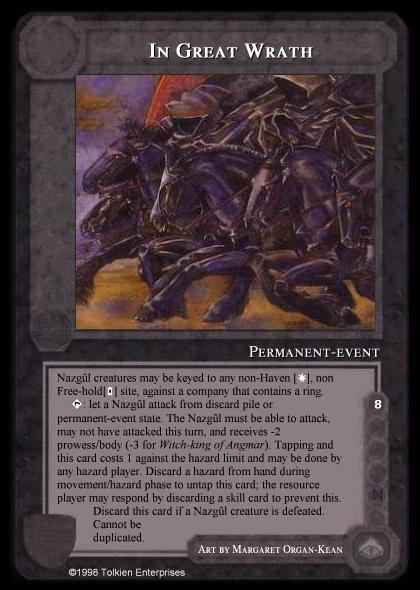 In Great Wrath
Permanent-event
Nazgûl creatures may be keyed to any non-Haven [ ], non
Free-hold[ ] site, against a company that contains a ring.
: let a Nazgûl attack from discard pile or
permanent-event state. The Nazgûl must be able to attack,
may not have attacked this turn, and receives -2
prowess/body (-3 for Witch-king of Angmar). Tapping and
this card costs 1 against the hazard limit and may be done by
any hazard player. Discard a hazard from hand during
movement/hazard phase to untap this card; the resource
player may respond by discarding a skill card to prevent this.
Discard this card if a Nazgûl creature is defeated.
Cannot be
duplicated.
8
Art by Margaret Organ-Kean
©1998 Tolkien Enterprises